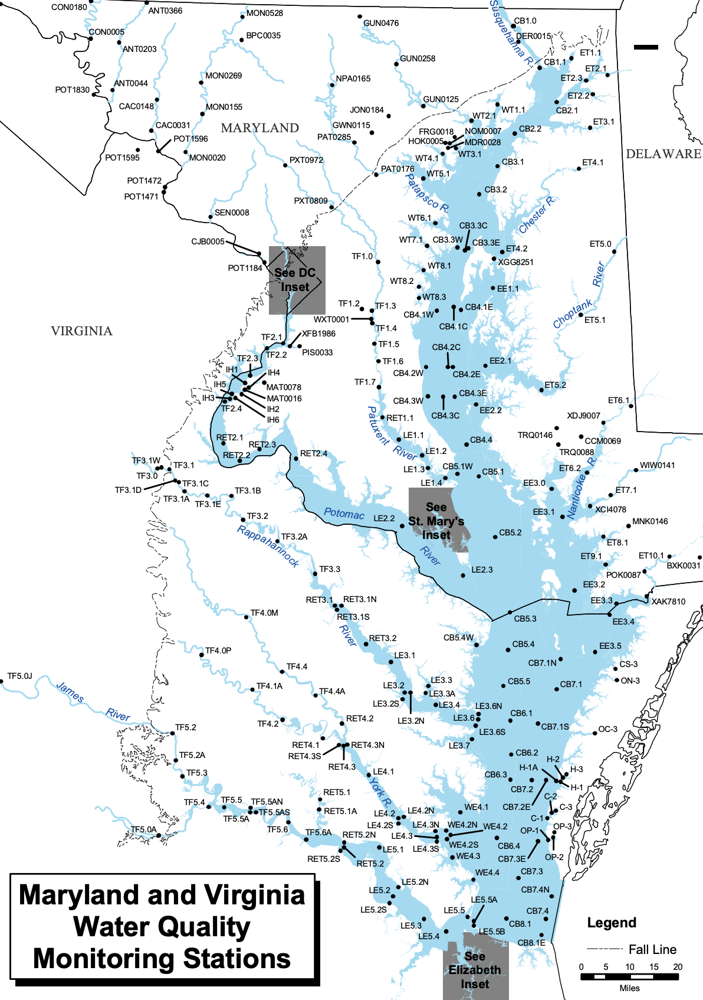 CON0180
ANT0366
MON0528
GUN0476
CB1.0
Susquehanna R.
CON0005
BPC0035
DER0015
ANT0203
ET1.1
GUN0258
CB1.1
ET2.1
MON0269
NPA0165
ET2.3
ANT0044
POT1830
ET2.2
CAC0148
MON0155
GUN0125
WT1.1
CB2.1
JON0184
WT2.1
CAC0031
MARYLAND
GWN0115
FRG0018
NOM0007
CB2.2
ET3.1
POT1596
PAT0285
HOK0005
MDR0028
POT1595
MON0020
WT4.1
WT3.1
DELAWARE
PXT0972
CB3.1
ET4.1
PAT0176
WT5.1
POT1472
Patapsco R.
CB3.2
POT1471
PXT0809
SEN0008
WT6.1
Chester R.
CB3.3C
CJB0005
WT7.1
CB3.3W
CB3.3E
ET5.0
ET4.2
TF1.0
XGG8251
POT1184
See DC
Inset
WT8.1
River
WT8.2
EE1.1
WT8.3
TF1.2
TF1.3
CB4.1W
CB4.1E
Choptank
WXT0001
CB4.1C
ET5.1
TF1.4
VIRGINIA
XFB1986
TF2.1
TF1.5
CB4.2C
TF2.2
PIS0033
TF2.3
TF1.6
EE2.1
IH1
IH4
CB4.2W
CB4.2E
IH5
MAT0078
TF1.7
ET5.2
IH3
MAT0016
CB4.3W
CB4.3E
ET6.1
TF2.4
IH2
EE2.2
IH6
RET1.1
CB4.3C
XDJ9007
Patuxent River
RET2.1
LE1.1
TRQ0146
CCM0069
RET2.3
CB4.4
RET2.2
RET2.4
LE1.2
TRQ0088
TF3.1W
TF3.1
CB5.1W
ET6.2
WIW0141
TF3.0
LE1.3
CB5.1
LE1.4
EE3.0
TF3.1D
TF3.1C
TF3.1B
ET7.1
TF3.1A
TF3.1E
Nanticoke R.
See
St. Mary's
Inset
EE3.1
XCI4078
TF3.2
Potomac
LE2.2
MNK0146
Rappahannock
TF3.2A
CB5.2
ET8.1
River
ET9.1
ET10.1
BXK0031
TF3.3
LE2.3
POK0087
EE3.2
RET3.1
RET3.1N
EE3.3
XAK7810
TF4.0M
RET3.1S
CB5.3
EE3.4
River
RET3.2
CB5.4W
CB5.4
EE3.5
TF4.0P
LE3.1
CB7.1N
CS-3
TF4.4
TF5.0J
ON-3
James
TF4.1A
TF4.4A
LE3.2
LE3.3
CB5.5
CB7.1
LE3.3A
LE3.2S
LE3.4
River
TF4.2
RET4.2
LE3.2N
LE3.6N
LE3.6
CB6.1
TF5.2
CB7.1S
OC-3
LE3.6S
RET4.1
RET4.3N
LE3.7
TF5.2A
RET4.3S
CB6.2
RET4.3
H-2
TF5.3
LE4.1
H-1A
H-3
CB6.3
York R.
CB7.2
H-1
RET5.1
C-2
TF5.4
TF5.5
TF5.5AN
CB7.2E
C-3
RET5.1A
LE4.2
LE4.2N
WE4.1
TF5.5A
TF5.5AS
C-1
LE4.2S
LE4.3N
WE4.2N
WE4.2
TF5.0A
TF5.6
TF5.6A
RET5.2N
OP-1
OP-3
LE4.3
LE4.3S
WE4.2S
CB6.4
RET5.2S
LE5.1
RET5.2
WE4.3
CB7.3E
OP-2
WE4.4
CB7.3
LE5.2N
LE5.2
CB7.4N
LE5.2S
LE5.5A
LE5.5
CB7.4
LE5.3
CB8.1
LE5.4
LE5.5B
CB8.1E
See
Elizabeth
Inset
Maryland and Virginia
Water Quality
Monitoring Stations
Legend
Fall Line
0 5 10 15 20
Miles